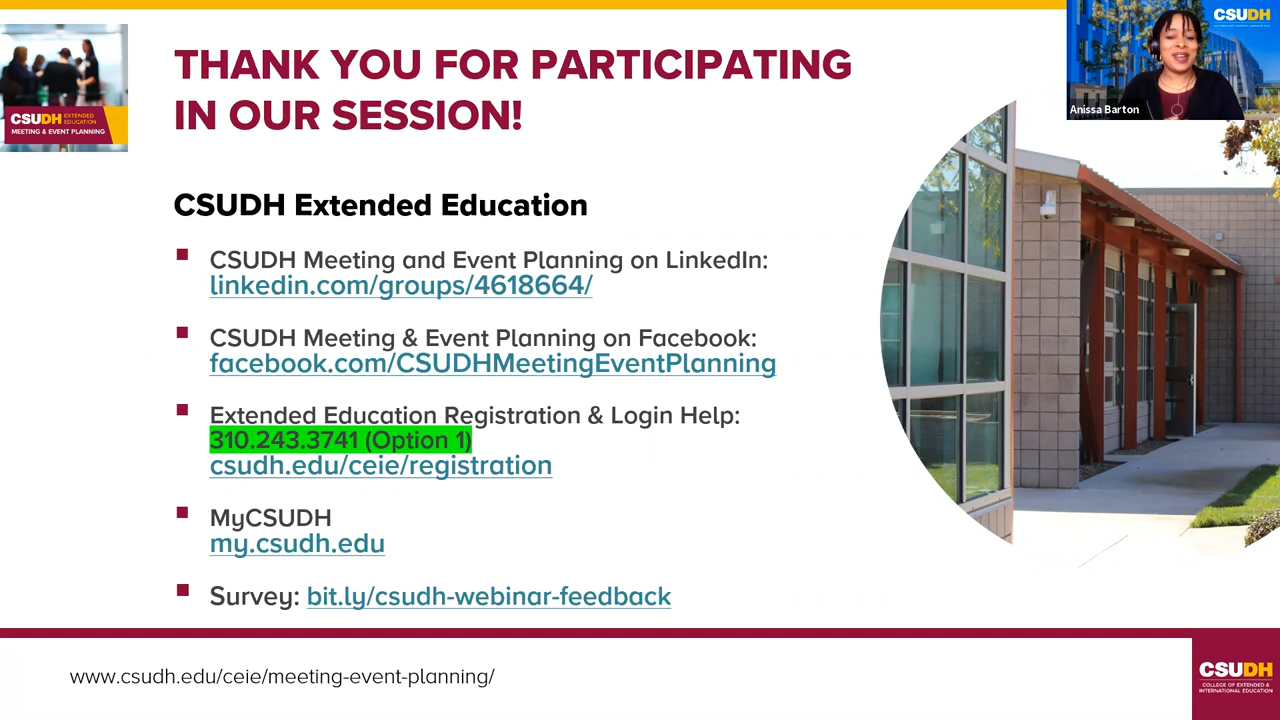 THANK YOU FOR PARTICIPATING
IN OUR SESSION!
CSUDH
Anissa Barton
CSUDH EXTENDED
EDUCATION
MEETING & EVENT PLANNING
CSUDH Extended Education
CSUDH Meeting and Event Planning on LinkedIn:
linkedin.com/groups/4618664/
CSUDH Meeting & Event Planning on Facebook:
facebook.com/CSUDHMeetingEventPlanning
Extended Education Registration & Login Help:
310.243.3741 (Option 1)
csudh.edu/ceie/registration
MyCSUDH
my.csudh.edu
Survey: bit.ly/csudh-webinar-feedback
www.csudh.edu/ceie/meeting-event-planning/
CSUDH
COLLEGE OF EXTENDED &
INTERNATIONAL EDUCATION